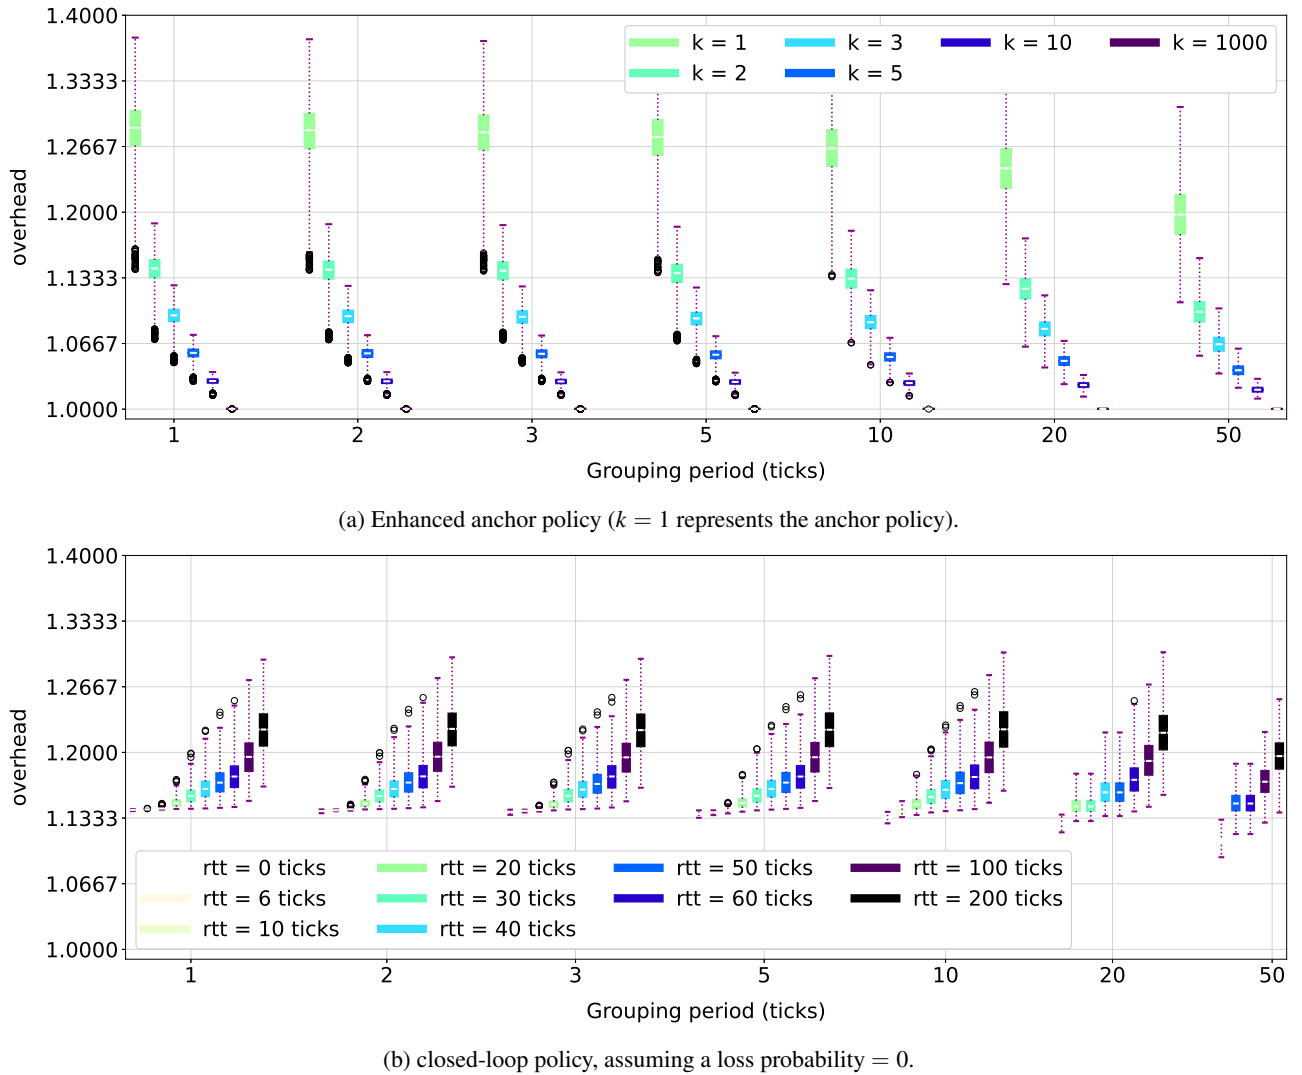 1.4000
1.3333
1.2667
1.2000
1.1333
1.0667
1.0000
overhead
k = 1 k = 3 k = 10 k = 1000
k = 2 k = 5
1 2 3 5 10 20 50
Grouping period (ticks)
(a) Enhanced anchor policy (k = 1 represents the anchor policy).
1.4000
1.3333
1.2667
1.2000
1.1333
1.0667
1.0000
overhead
rtt = 0 ticks rtt = 20 ticks rtt = 50 ticks rtt = 100 ticks
rtt = 6 ticks rtt = 30 ticks rtt = 60 ticks rtt = 200 ticks
rtt = 10 ticks rtt = 40 ticks
1 2 3 5 10 20 50
Grouping period (ticks)
(b) closed-loop policy, assuming a loss probability = 0.